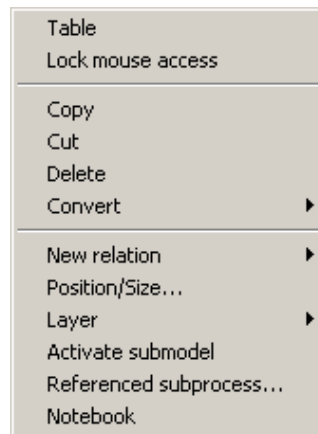 Table
Lock mouse access
Copy
Cut
Delete
Convert
New relation
Position/Size...
Layer
Activate submodel
Referenced subprocess...
Notebook